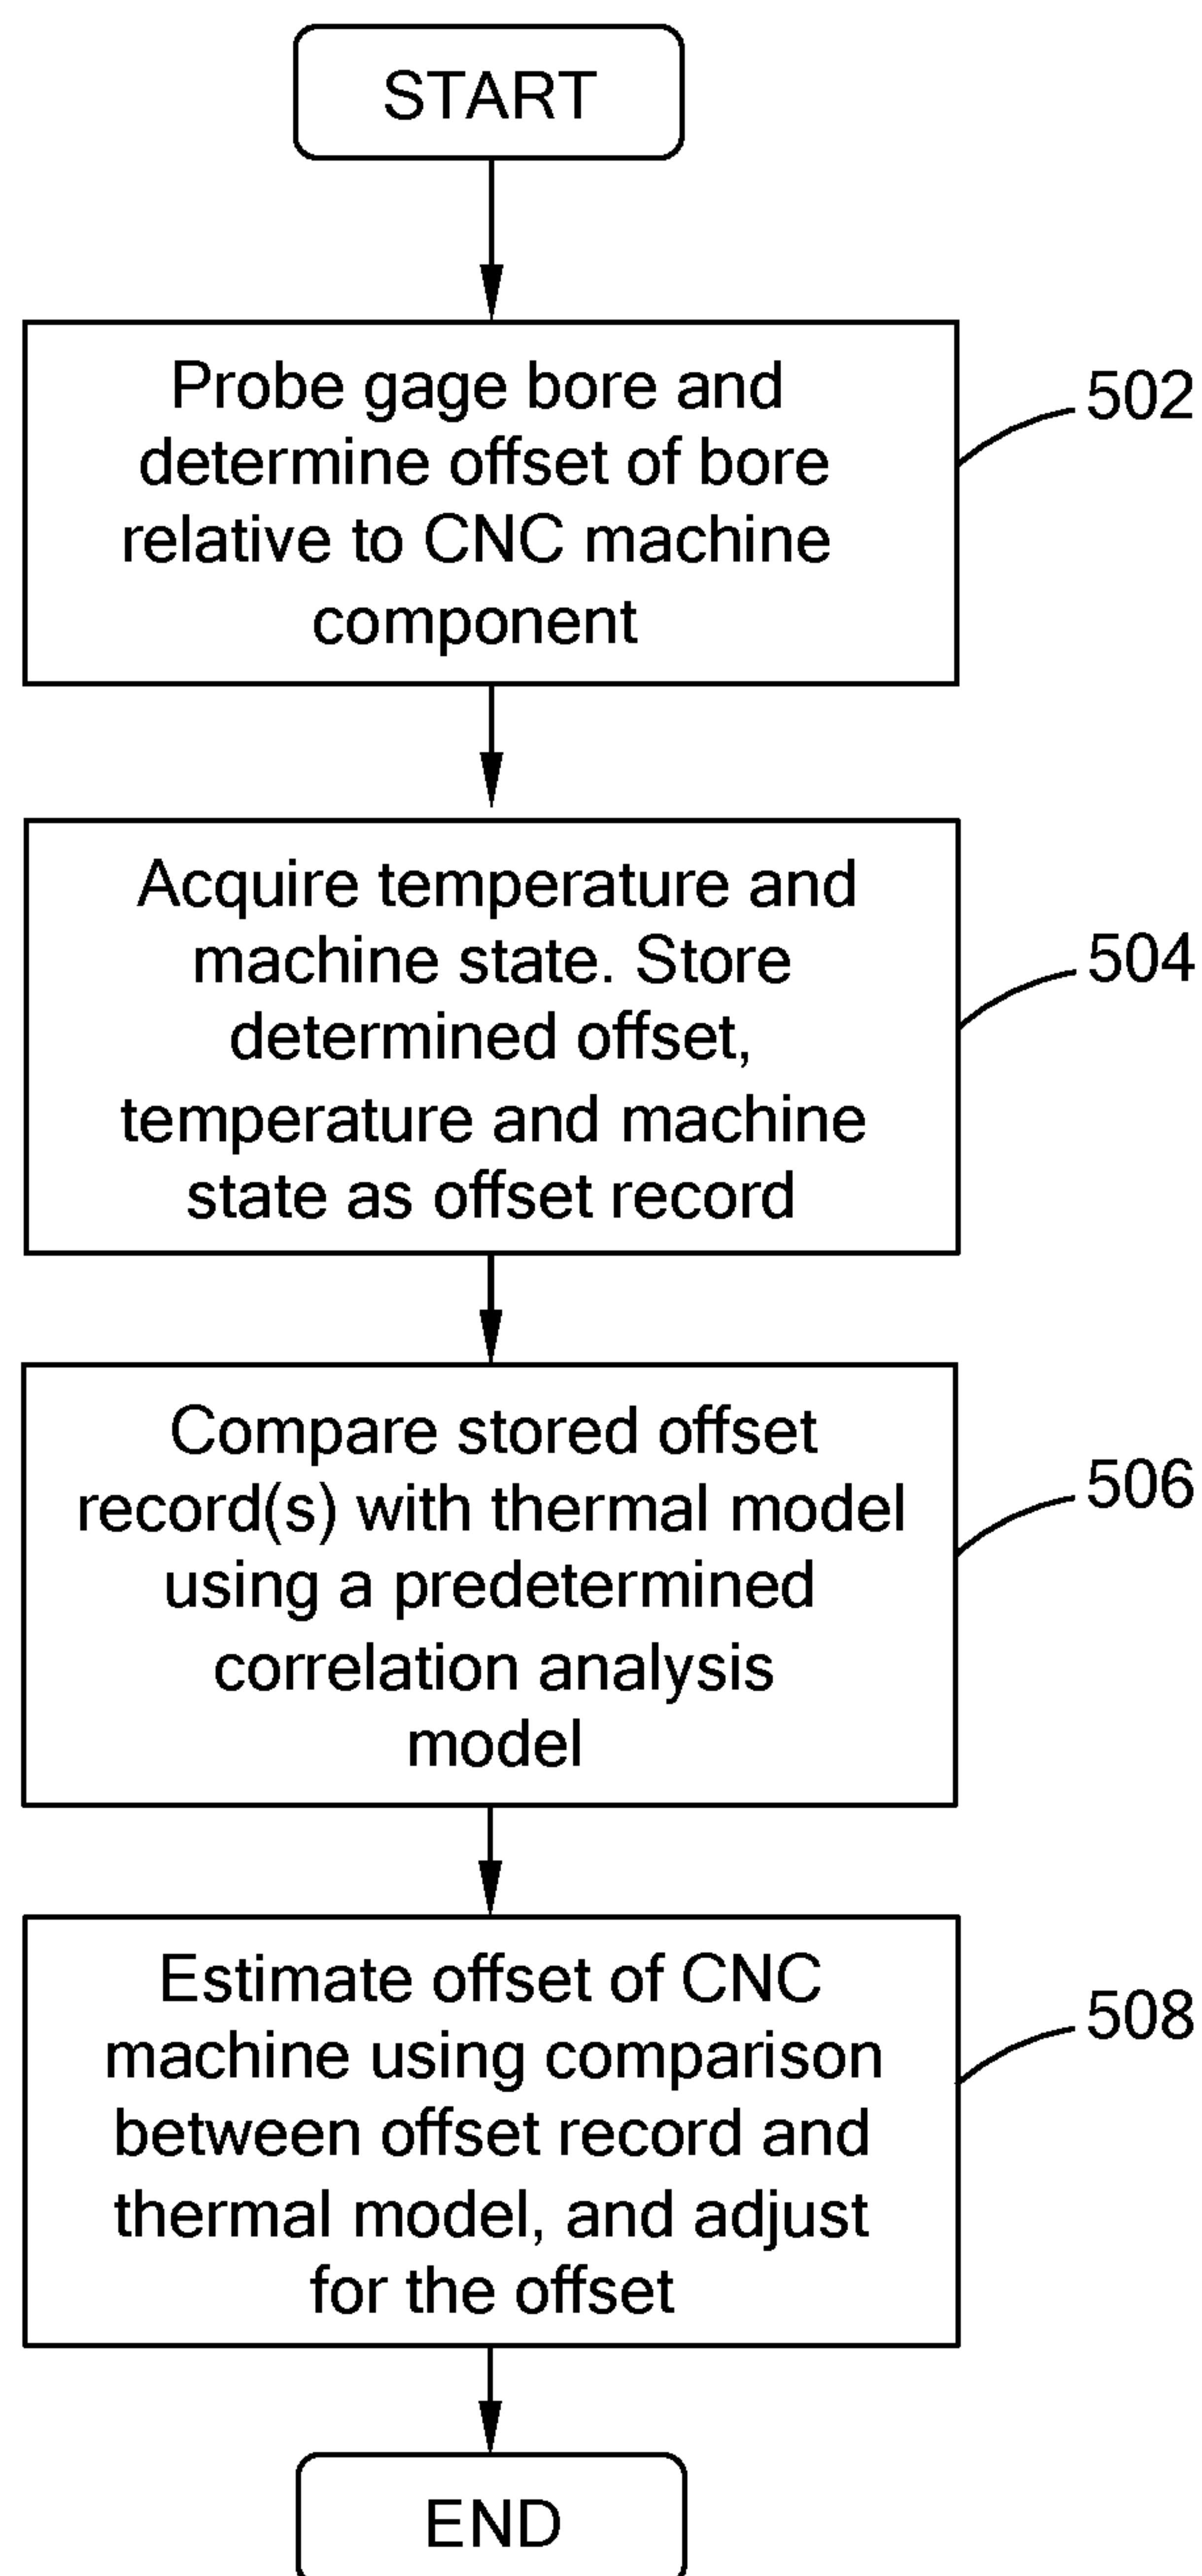 START
Probe gage bore and
determine offset of bore
relative to CNC machine
component
502
Acquire temperature and
machine state. Store
determined offset,
temperature and machine
state as offset record
504
Compare stored offset
record(s) with thermal model
using a predetermined
correlation analysis
model
506
Estimate offset of CNC
machine using comparison
between offset record and
thermal model, and adjust
for the offset
508
END